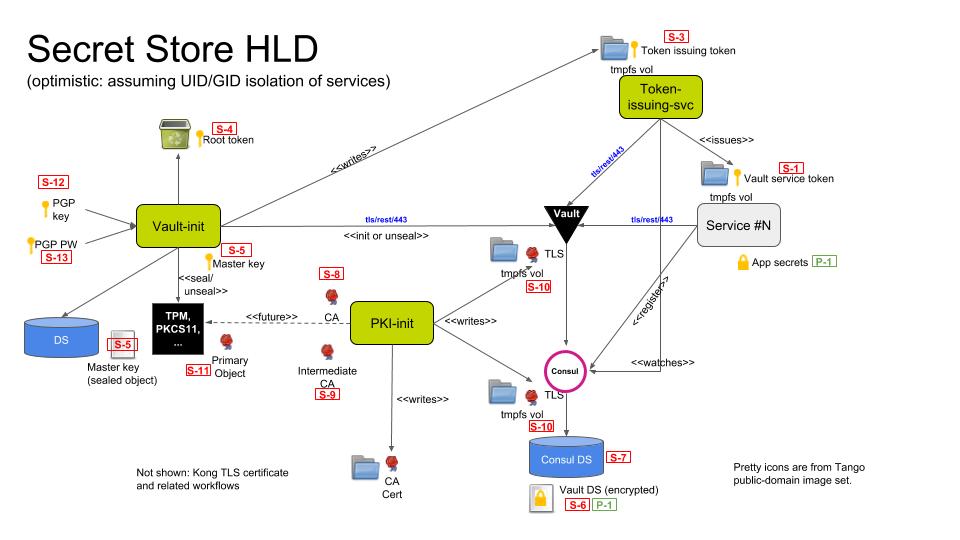 Secret Store HLD
(optimistic: assuming UID/GID isolation of services)
S-3
Token issuing token
tmpfs vol
Token-
issuing-svc
<<issues>>
S-4
Root token
<<writes>>
tls/rest/443
S-1
Vault service token
tmpfs vol
S-12
PGP
key
PGP PW
S-13
Vault-init
tls/rest/443
<<init or unseal>>
Vault
tls/rest/443
Service #N
S-5
Master key
<<seal/
unseal>>
TLS
tmpfs vol
S-10
App secrets
P-1
S-8
CA
<<register>>
DS
S-5
Master key
(sealed object)
TPM,
PKCS11,
...
<<future>>
PKI-init
<<writes>>
S-11
Primary
Object
Intermediate
CA
S-9
Consul
<<watches>>
<<writes>>
TLS
tmpfs vol
S-10
Consul DS
S-7
CA
Cert
Vault DS (encrypted)
S-6
P-1
Not shown: Kong TLS certificate
and related workflows
Pretty icons are from Tango
public-domain image set.